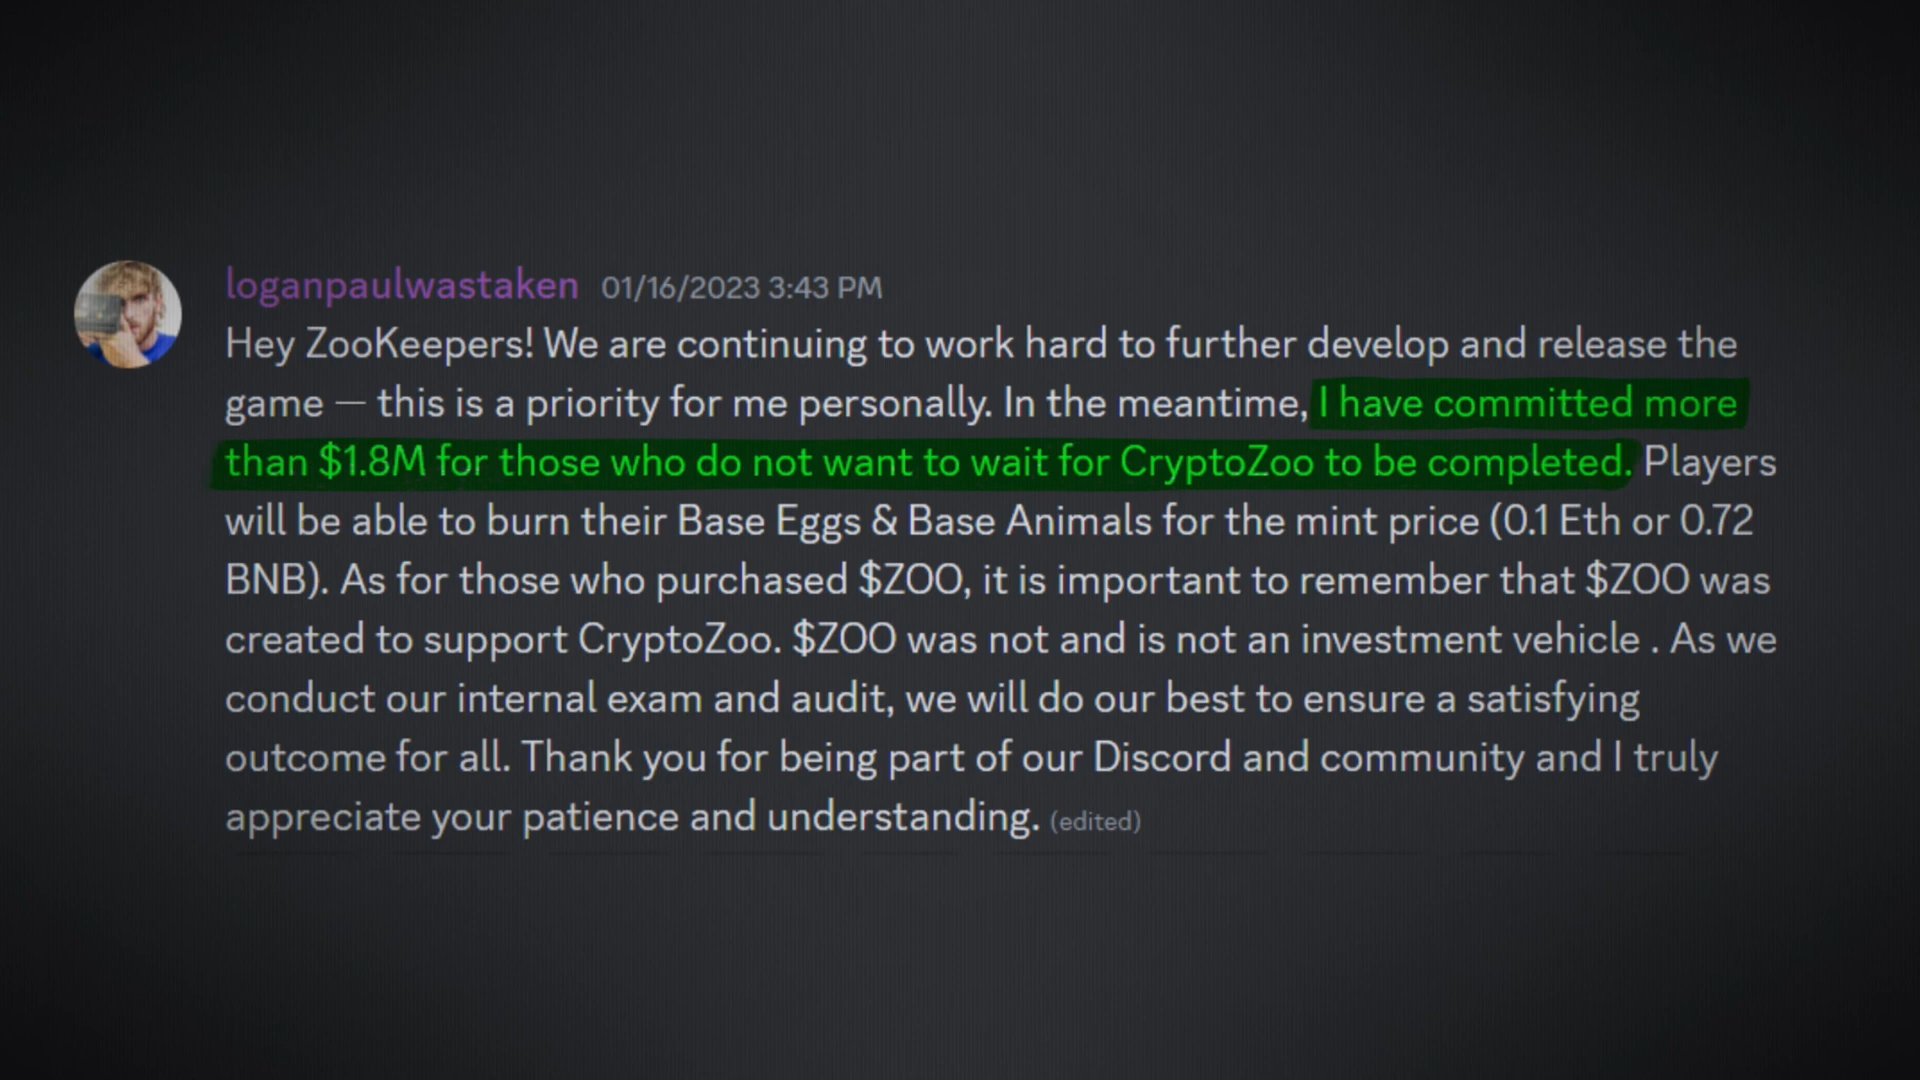 loganpaulwastaken 01/16/2023 3:43 PM
Hey ZooKeepers! We are continuing to work hard to further develop and release the
game — this is a priority for me personally. In the meantime, I have committed more
than $1.8M for those who do not want to wait for CryptoZoo to be completed. Players
will be able to burn their Base Eggs & Base Animals for the mint price (0.1 Eth or 0.72
BNB). As for those who purchased $ZOO, it is important to remember that $ZOO was
created to support CryptoZoo. $ZOO was not and is not an investment vehicle . As we
conduct our internal exam and audit, we will do our best to ensure a satisfying
outcome for all. Thank you for being part of our Discord and community and I truly
appreciate your patience and understanding. (edited)